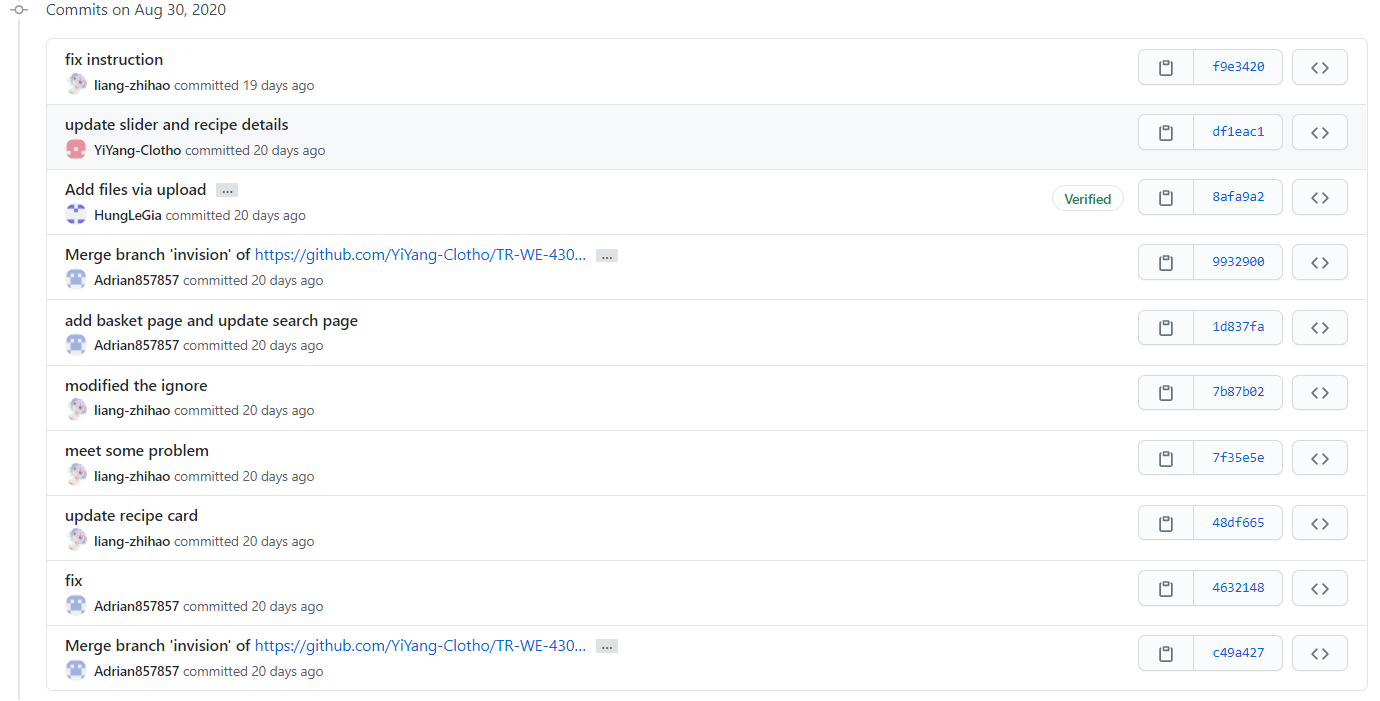 Commits on Aug 30, 2020
fix instruction
liang-zhihao committed 19 days ago
f9e3420
update slider and recipe details
YiYang-Clotho committed 20 days ago
df1eac1
Add files via upload ...
HungLeGia committed 20 days ago
Verified
8afa9a2
Merge branch 'invision' of https://github.com/YiYang-Clotho/TR-WE-430... ...
Adrian857857 committed 20 days ago
9932900
add basket page and update search page
Adrian857857 committed 20 days ago
1d837fa
modified the ignore
liang-zhihao committed 20 days ago
7b87b02
meet some problem
liang-zhihao committed 20 days ago
7f35e5e
update recipe card
liang-zhihao committed 20 days ago
48df665
fix
Adrian857857 committed 20 days ago
4632148
Merge branch 'invision' of https://github.com/YiYang-Clotho/TR-WE-430... ...
Adrian857857 committed 20 days ago
c49a427